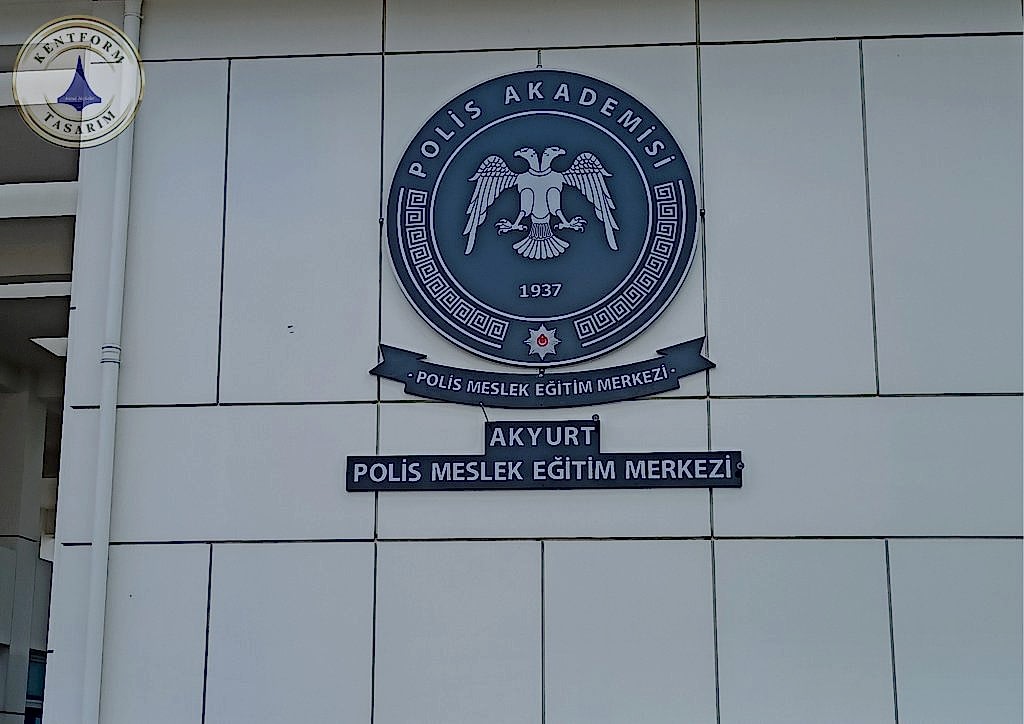 KENTFORM
TASARIM
POLİS AKADEMİSİ
1937
· POLİS MESLEK EĞİTİM MERKEZİ ·
AKYURT
POLİS MESLEK EĞİTİM MERKEZİ